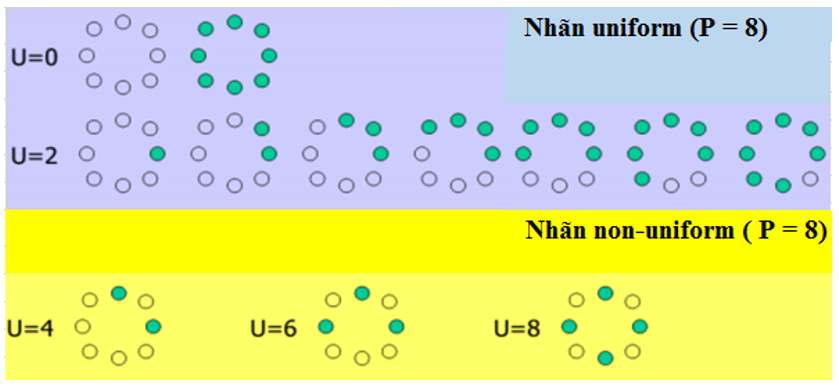 Nhãn uniform (P = 8)
U=0
U=2
Nhãn non-uniform ( P = 8)
U=4 U=6 U=8